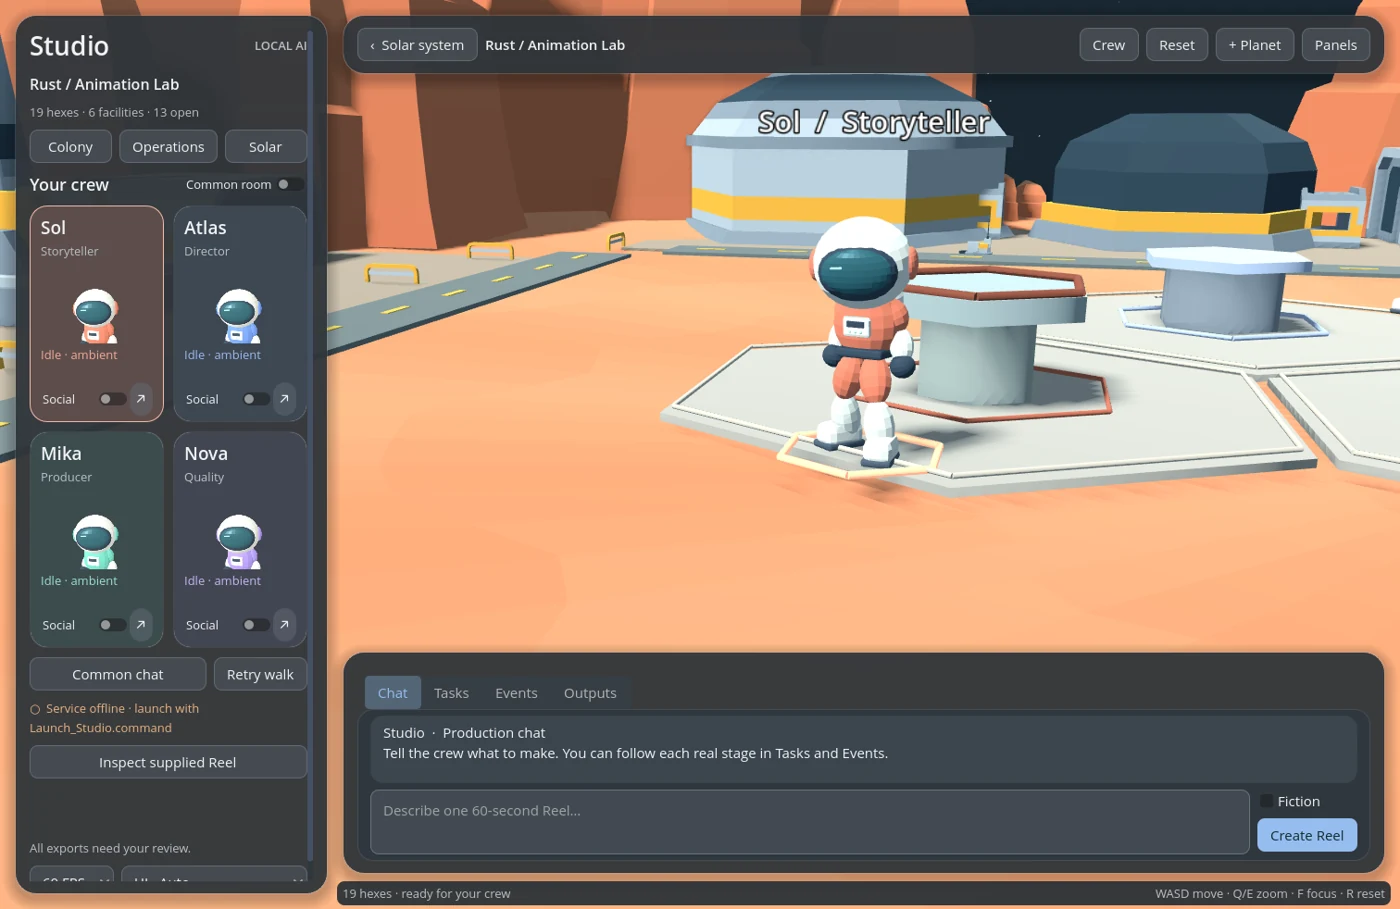 Studio
LOCAL AI
Rust / Animation Lab
19 hexes · 6 facilities · 13 open
Colony
Operations
Solar
Your crew
Common room
Sol
Storyteller
Idle · ambient
Social
Atlas
Director
Idle · ambient
Social
Mika
Producer
Idle · ambient
Social
Nova
Quality
Idle · ambient
Social
Common chat
Retry walk
Service offline · launch with
Launch_Studio.command
Inspect supplied Reel
All exports need your review.
60 FPS
UI · Auto
‹ Solar system
Rust / Animation Lab
Crew
Reset
+ Planet
Panels
Sol / Storyteller
Chat
Tasks
Events
Outputs
Studio · Production chat
Tell the crew what to make. You can follow each real stage in Tasks and Events.
Describe one 60-second Reel...
Fiction
Create Reel
19 hexes · ready for your crew
WASD move · Q/E zoom · F focus · R reset